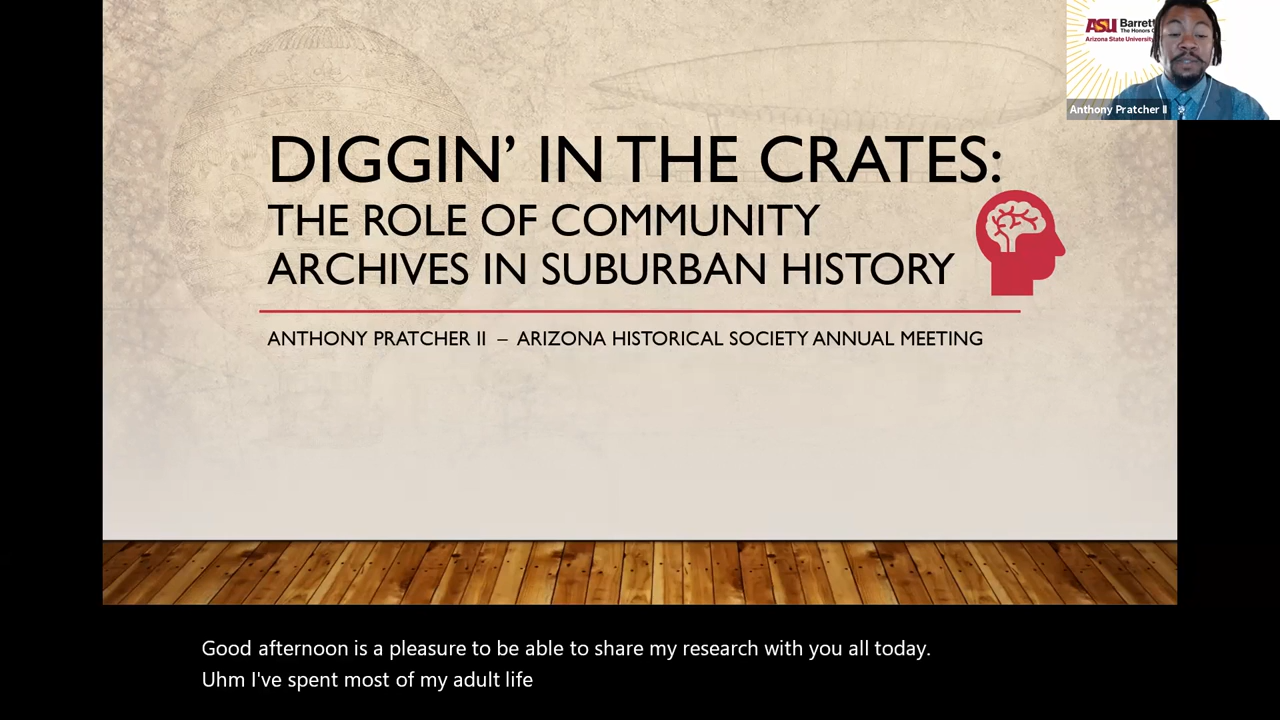 ASU Barrett
The Honors C
Arizona State University
Anthony Pratcher II
DIGGIN' IN THE CRATES:
THE ROLE OF COMMUNITY
ARCHIVES IN SUBURBAN HISTORY
ANTHONY PRATCHER II – ARIZONA HISTORICAL SOCIETY ANNUAL MEETING
Good afternoon is a pleasure to be able to share my research with you all today.
Uhm I've spent most of my adult life